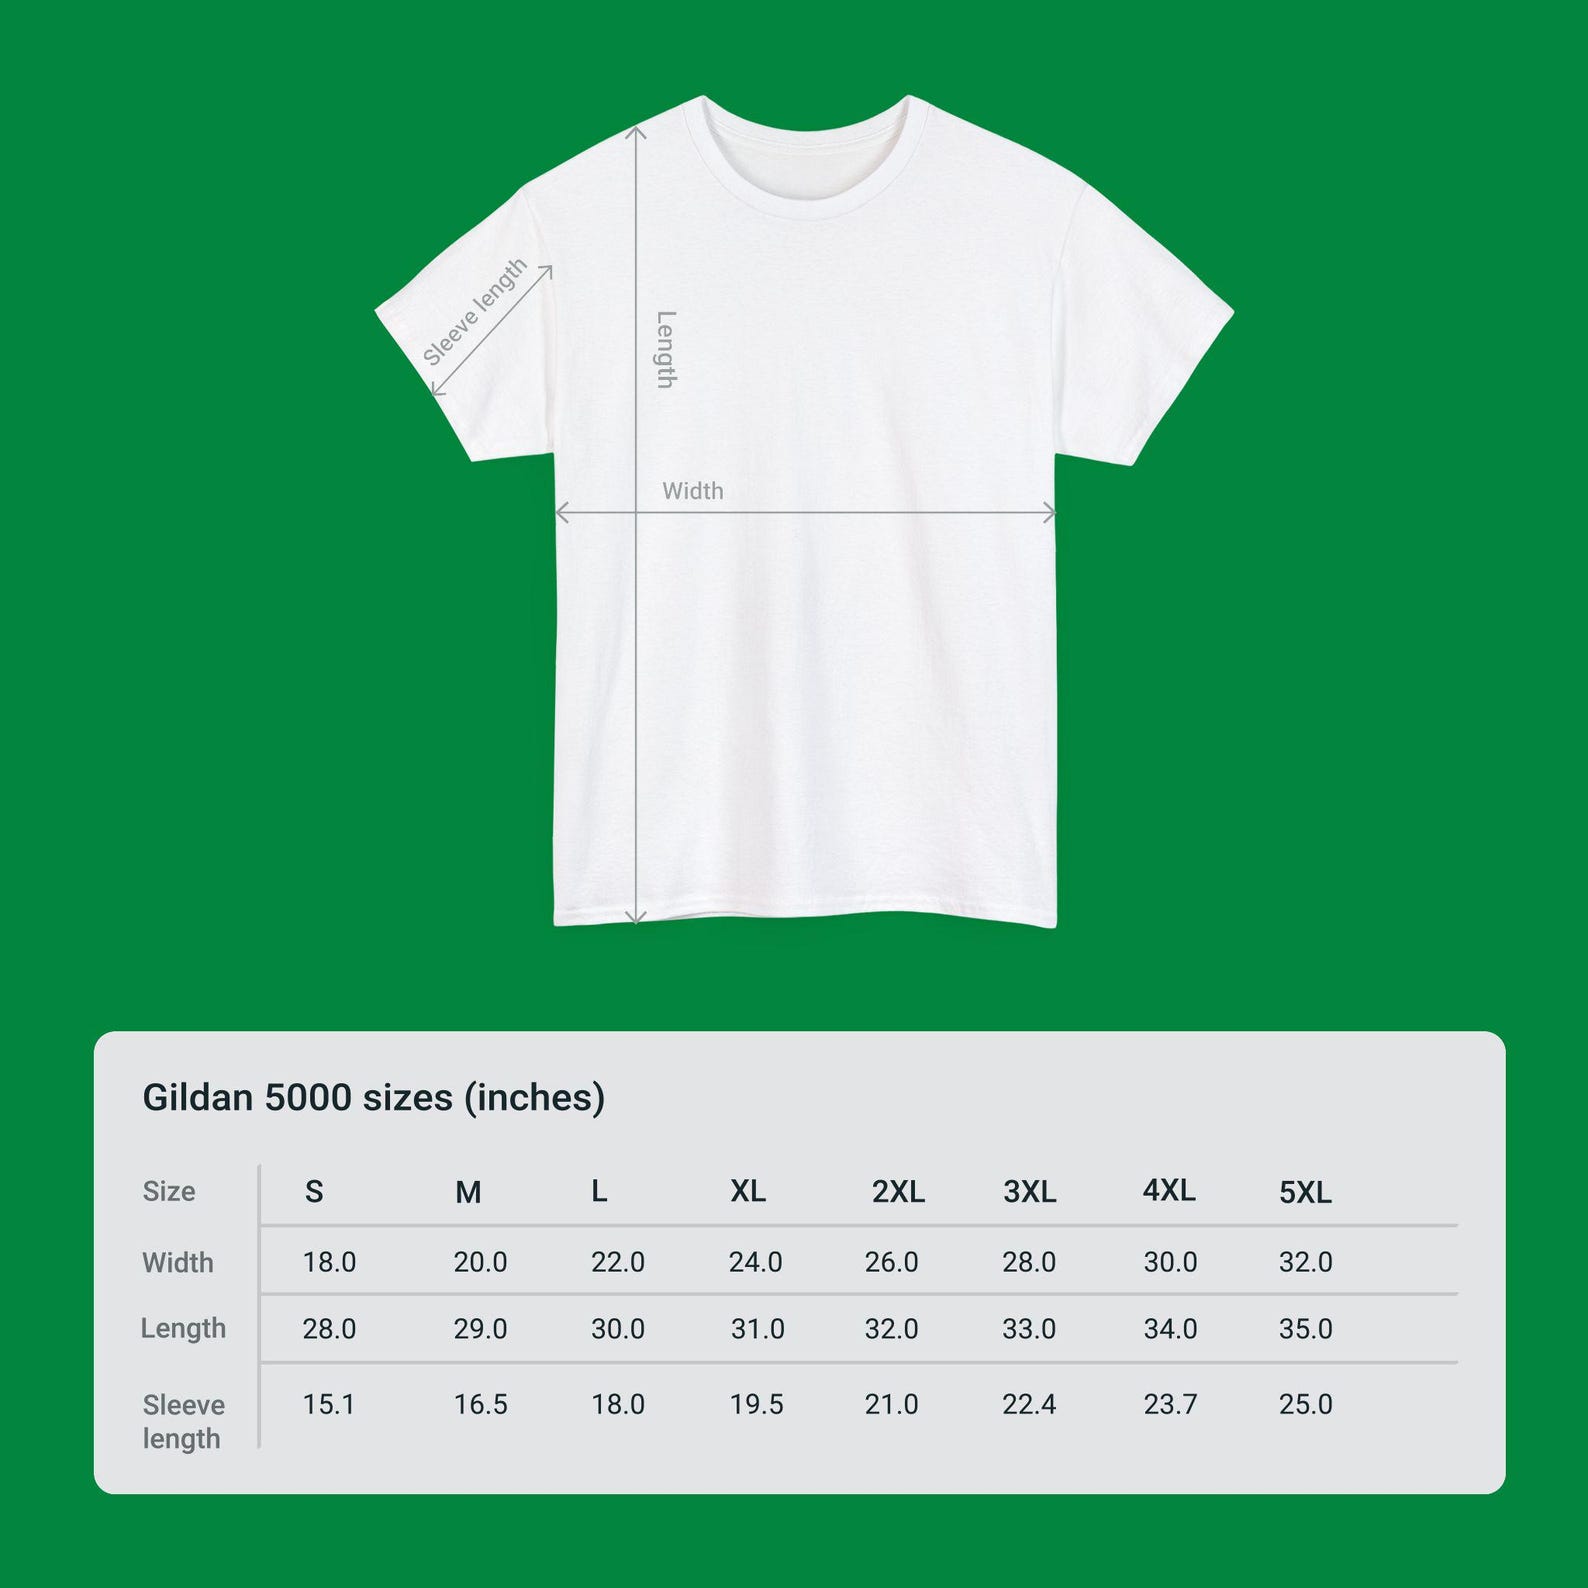 Sleeve length
Length
Width
Gildan 5000 sizes (inches)
Size S M L XL 2XL 3XL 4XL 5XL
Width 18.0 20.0 22.0 24.0 26.0 28.0 30.0 32.0
Length 28.0 29.0 30.0 31.0 32.0 33.0 34.0 35.0
Sleeve length 15.1 16.5 18.0 19.5 21.0 22.4 23.7 25.0